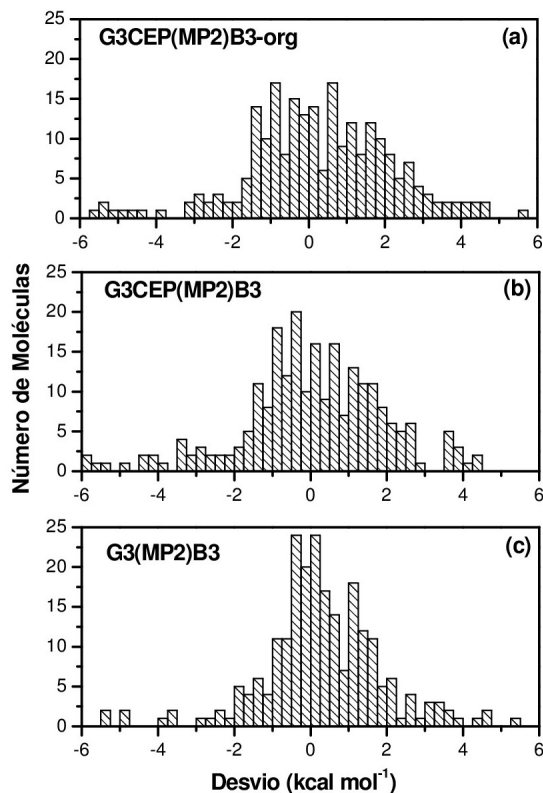 G3CEP(MP2)B3-org
(a)
25
20
15
10
5
0
-6 -4 -2 0 2 4 6
G3CEP(MP2)B3
(b)
25
20
15
10
5
0
-6 -4 -2 0 2 4 6
G3(MP2)B3
(c)
25
20
15
10
5
0
-6 -4 -2 0 2 4 6
Número de Moléculas
Desvio (kcal mol⁻¹)